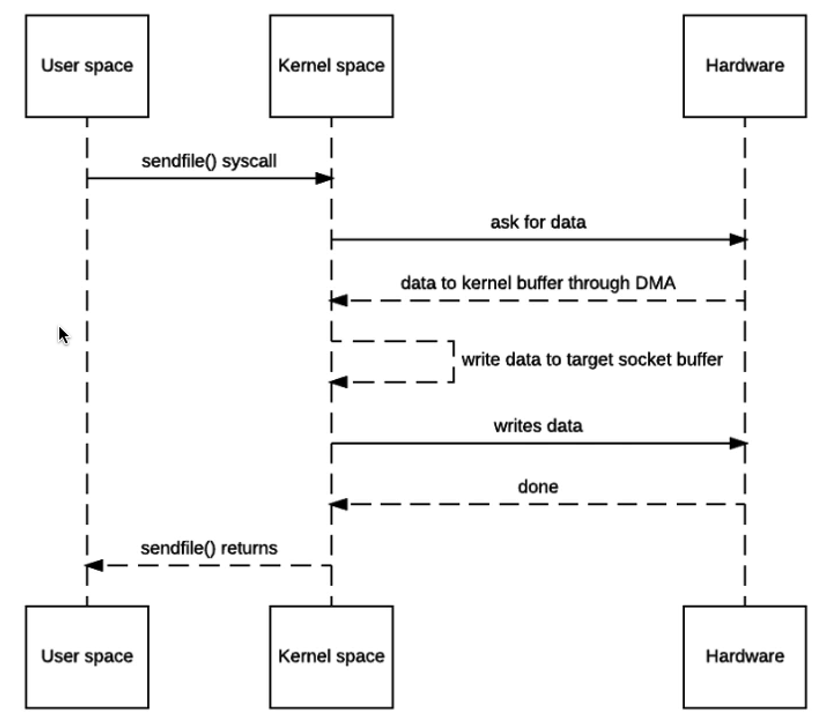 User space
Kernel space
Hardware
sendfile() syscall
ask for data
data to kernel buffer through DMA
write data to target socket buffer
writes data
done
sendfile() returns
User space
Kernel space
Hardware